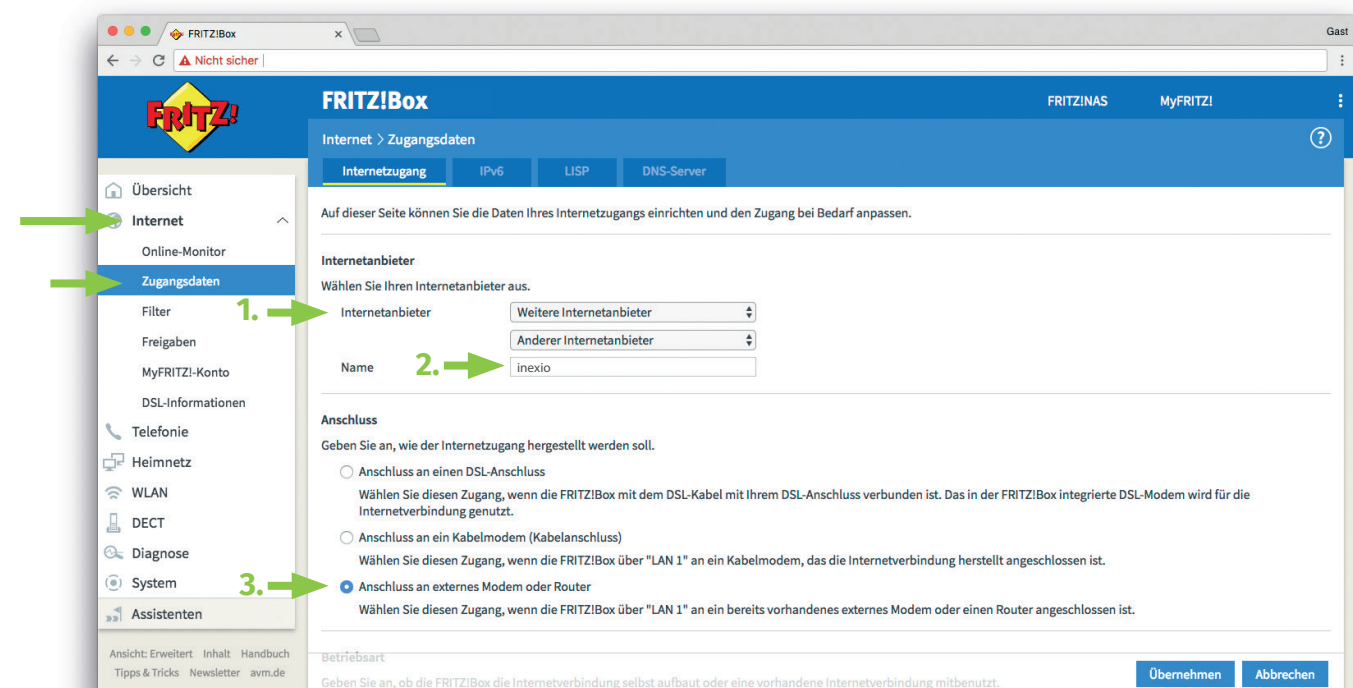 FRITZ!Box
Gast
Nicht sicher
FRITZ!
FRITZ!Box
FRITZ!NAS
MyFRITZ!
Internet > Zugangsdaten
?
Internetzugang
IPv6
LISP
DNS-Server
Übersicht
Internet
Online-Monitor
Zugangsdaten
Filter
Freigaben
MyFRITZ!-Konto
DSL-Informationen
Telefonie
Heimnetz
WLAN
DECT
Diagnose
System
Assistenten
Ansicht: Erweitert Inhalt Handbuch
Tipps & Tricks Newsletter avm.de
Auf dieser Seite können Sie die Daten Ihres Internetzugangs einrichten und den Zugang bei Bedarf anpassen.
Internetanbieter
Wählen Sie Ihren Internetanbieter aus.
1.
Internetanbieter
Weitere Internetanbieter
Anderer Internetanbieter
Name
2.
inexio
Anschluss
Geben Sie an, wie der Internetzugang hergestellt werden soll.
Anschluss an einen DSL-Anschluss
Wählen Sie diesen Zugang, wenn die FRITZ!Box mit dem DSL-Kabel mit Ihrem DSL-Anschluss verbunden ist. Das in der FRITZ!Box integrierte DSL-Modem wird für die
Internetverbindung genutzt.
Anschluss an ein Kabelmodem (Kabelanschluss)
Wählen Sie diesen Zugang, wenn die FRITZ!Box über "LAN 1" an ein Kabelmodem, das die Internetverbindung herstellt angeschlossen ist.
3.
Anschluss an externes Modem oder Router
Wählen Sie diesen Zugang, wenn die FRITZ!Box über "LAN 1" an ein bereits vorhandenes externes Modem oder einen Router angeschlossen ist.
Betriebsart
Geben Sie an, ob die FRITZ!Box die Internetverbindung selbst aufbaut oder eine vorhandene Internetverbindung mitbenutzt.
Übernehmen
Abbrechen